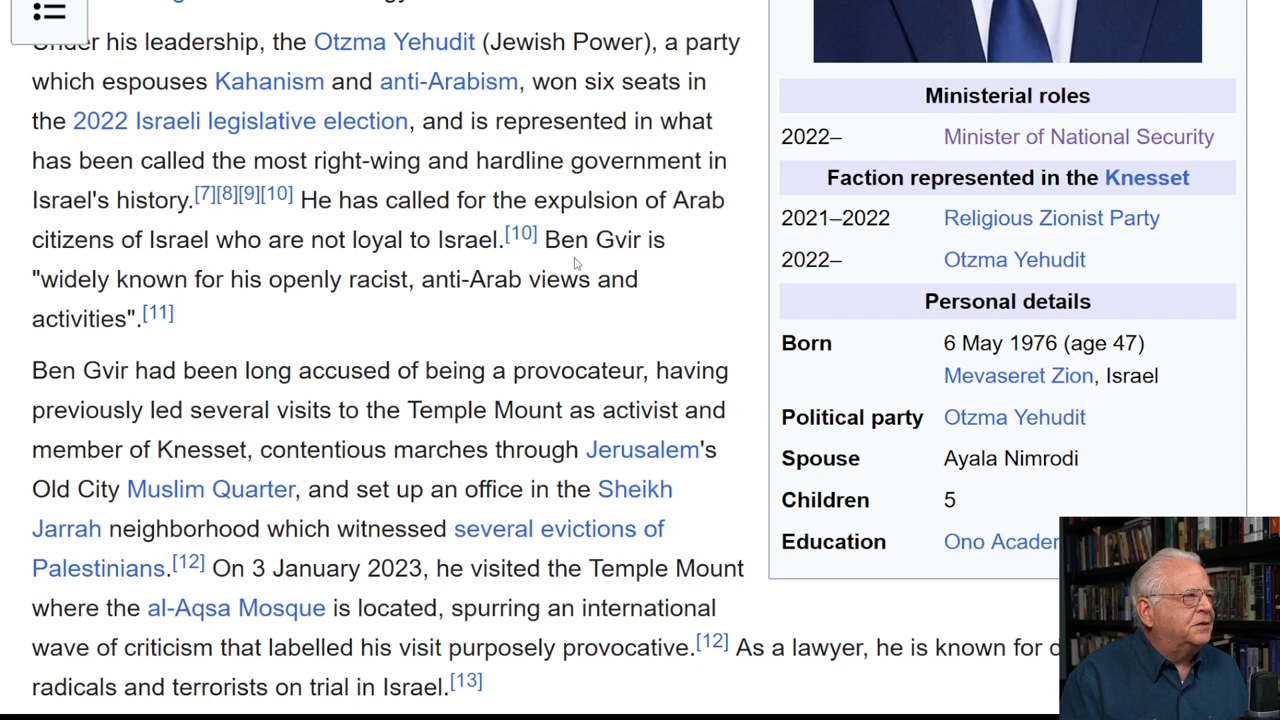 Under his leadership, the Otzma Yehudit (Jewish Power), a party
which espouses Kahanism and anti-Arabism, won six seats in
the 2022 Israeli legislative election, and is represented in what
has been called the most right-wing and hardline government in
Israel's history.[7][8][9][10] He has called for the expulsion of Arab
citizens of Israel who are not loyal to Israel.[10] Ben Gvir is
"widely known for his openly racist, anti-Arab views and
activities".[11]
Ben Gvir had been long accused of being a provocateur, having
previously led several visits to the Temple Mount as activist and
member of Knesset, contentious marches through Jerusalem's
Old City Muslim Quarter, and set up an office in the Sheikh
Jarrah neighborhood which witnessed several evictions of
Palestinians.[12] On 3 January 2023, he visited the Temple Mount
where the al-Aqsa Mosque is located, spurring an international
wave of criticism that labelled his visit purposely provocative.[12] As a lawyer, he is known for
radicals and terrorists on trial in Israel.[13]
Ministerial roles
2022– Minister of National Security
Faction represented in the Knesset
2021–2022 Religious Zionist Party
2022– Otzma Yehudit
Personal details
Born 6 May 1976 (age 47)
Mevaseret Zion, Israel
Political party Otzma Yehudit
Spouse Ayala Nimrodi
Children 5
Education Ono